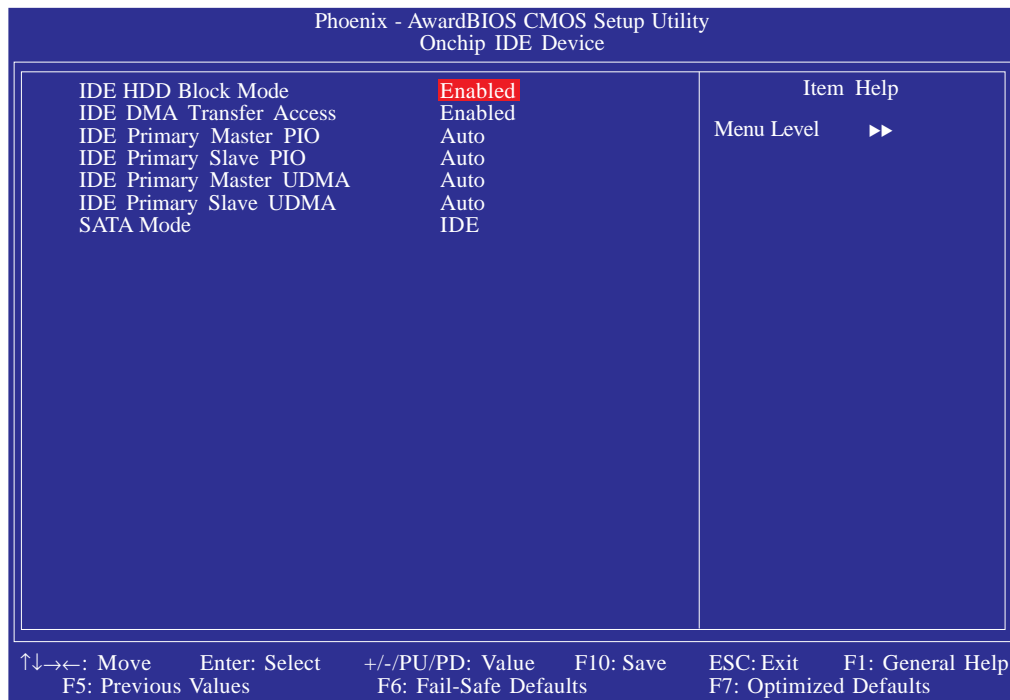 Phoenix - AwardBIOS CMOS Setup Utility
Onchip IDE Device
IDE HDD Block Mode Enabled
IDE DMA Transfer Access Enabled
IDE Primary Master PIO Auto
IDE Primary Slave PIO Auto
IDE Primary Master UDMA Auto
IDE Primary Slave UDMA Auto
SATA Mode IDE
Item Help
Menu Level ▶▶
↑↓→←: Move Enter: Select +/-/PU/PD: Value F10: Save ESC: Exit F1: General Help
F5: Previous Values F6: Fail-Safe Defaults F7: Optimized Defaults